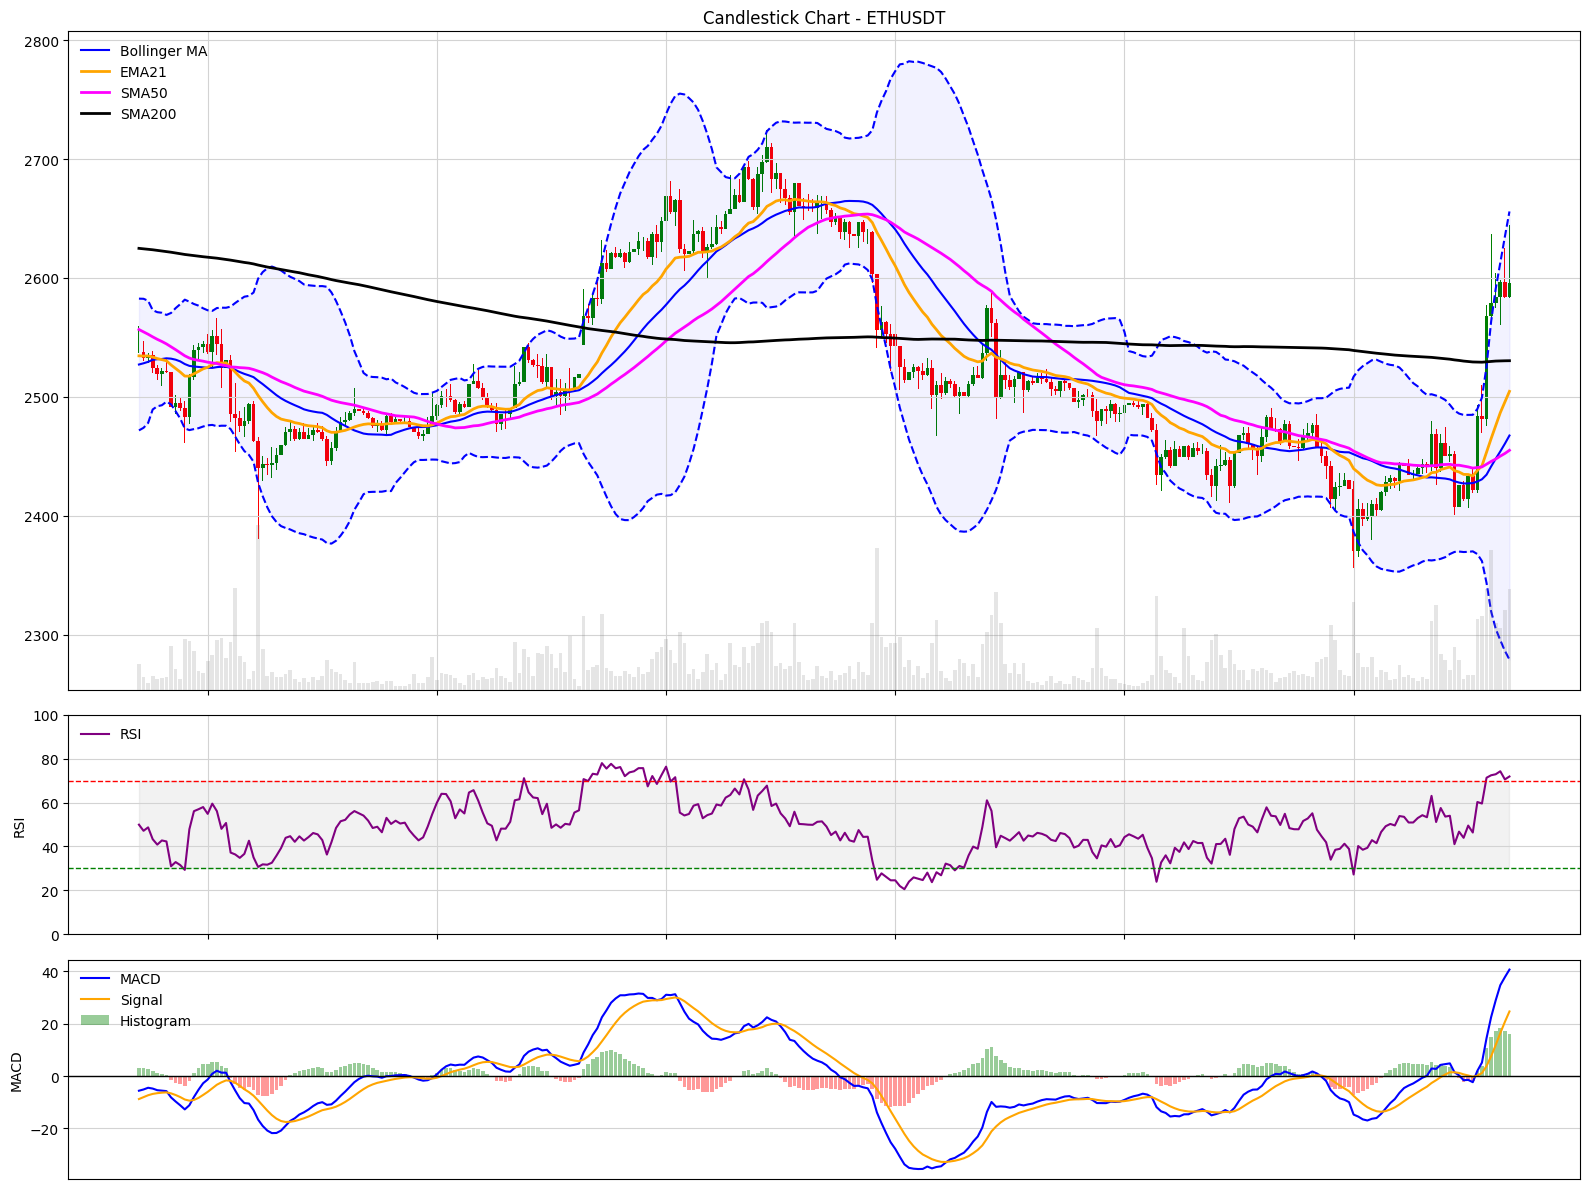 Candlestick Chart - ETHUSDT
2800
2700
2600
2500
2400
2300
Bollinger MA
EMA21
SMA50
SMA200
100
80
60
40
20
0
RSI
RSI
40
20
0
−20
MACD
MACD
Signal
Histogram